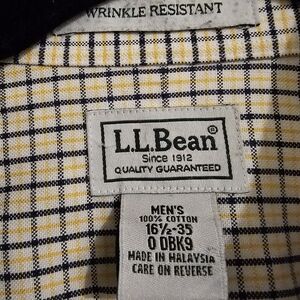 WRINKLE RESISTANT
L.L.Bean®
Since 1912
QUALITY GUARANTEED
MEN'S
100% COTTON
16½-35
0 DBK9
MADE IN MALAYSIA
CARE ON REVERSE